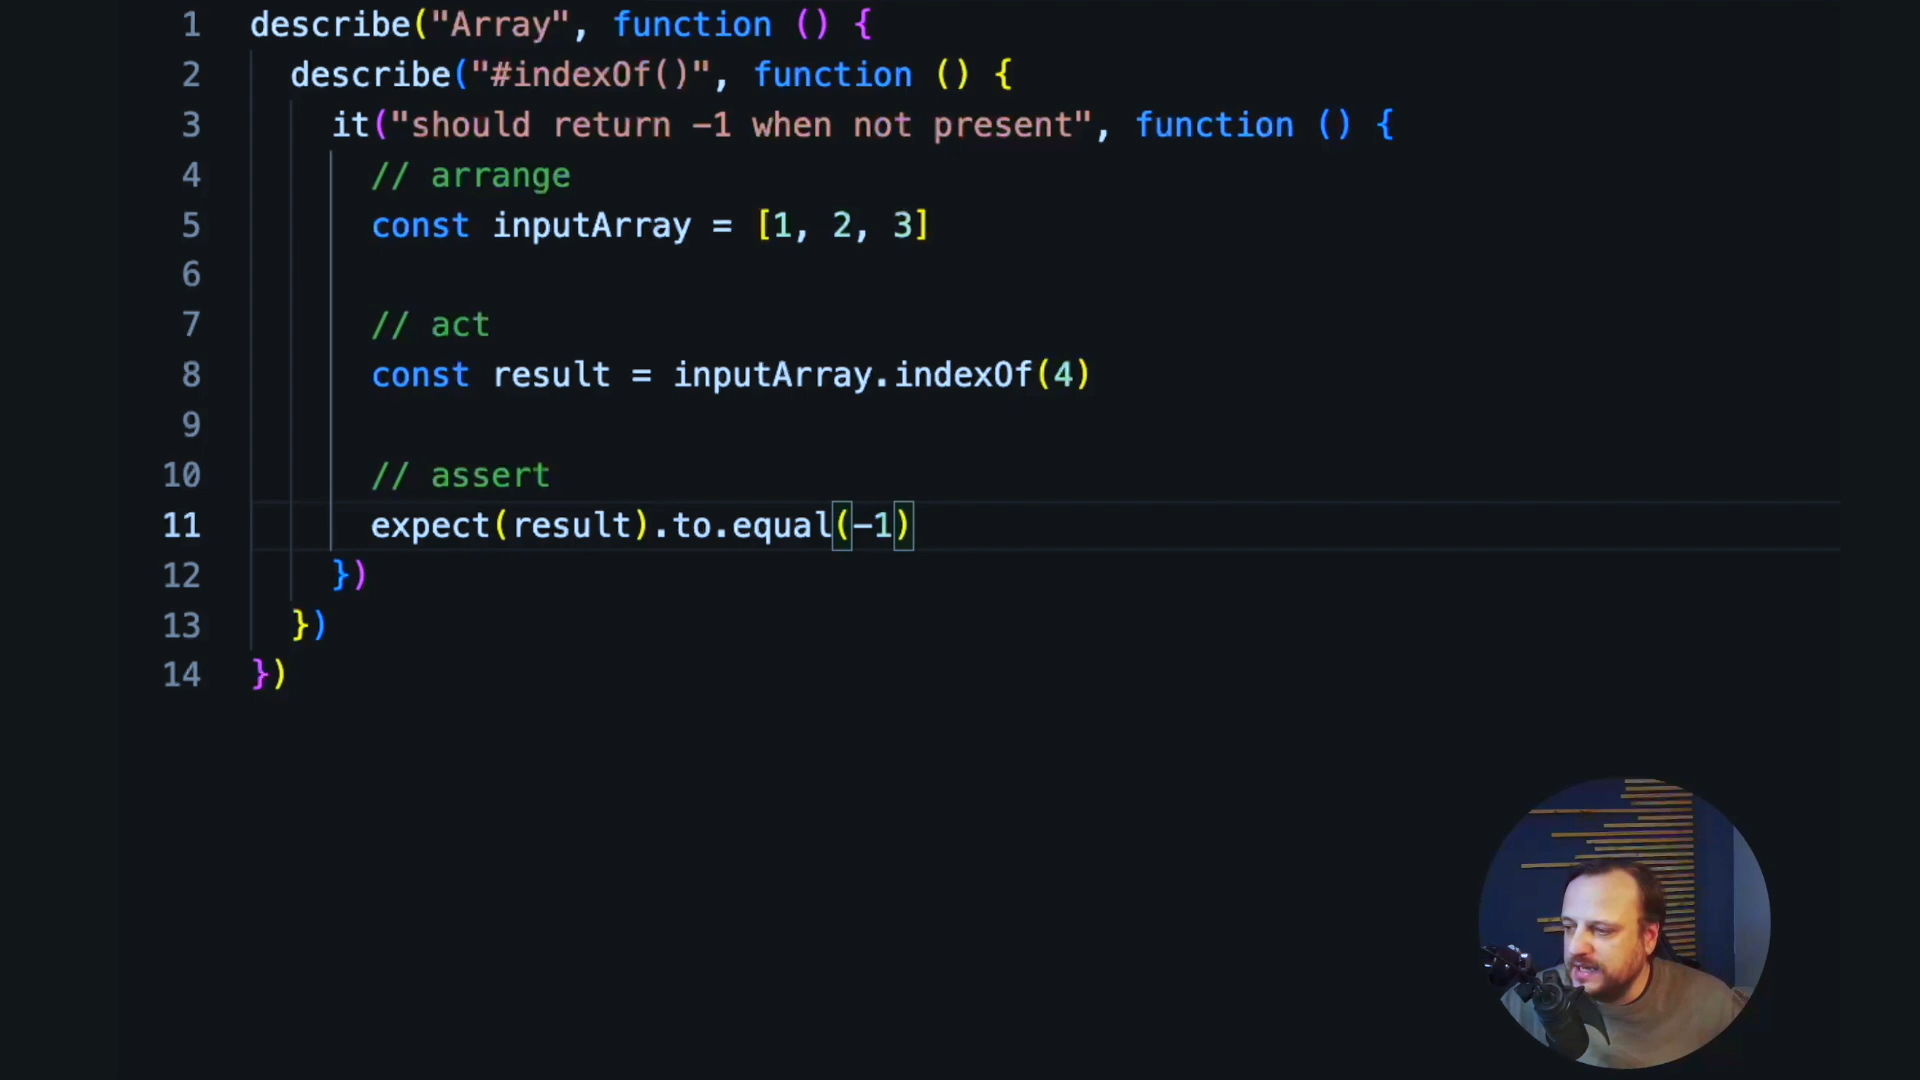 1 describe("Array", function () {
2 describe("#indexOf()", function () {
3 it("should return -1 when not present", function () {
4 // arrange
5 const inputArray = [1, 2, 3]
6
7 // act
8 const result = inputArray.indexOf(4)
9
10 // assert
11 expect(result).to.equal(-1)
12 })
13 })
14 })